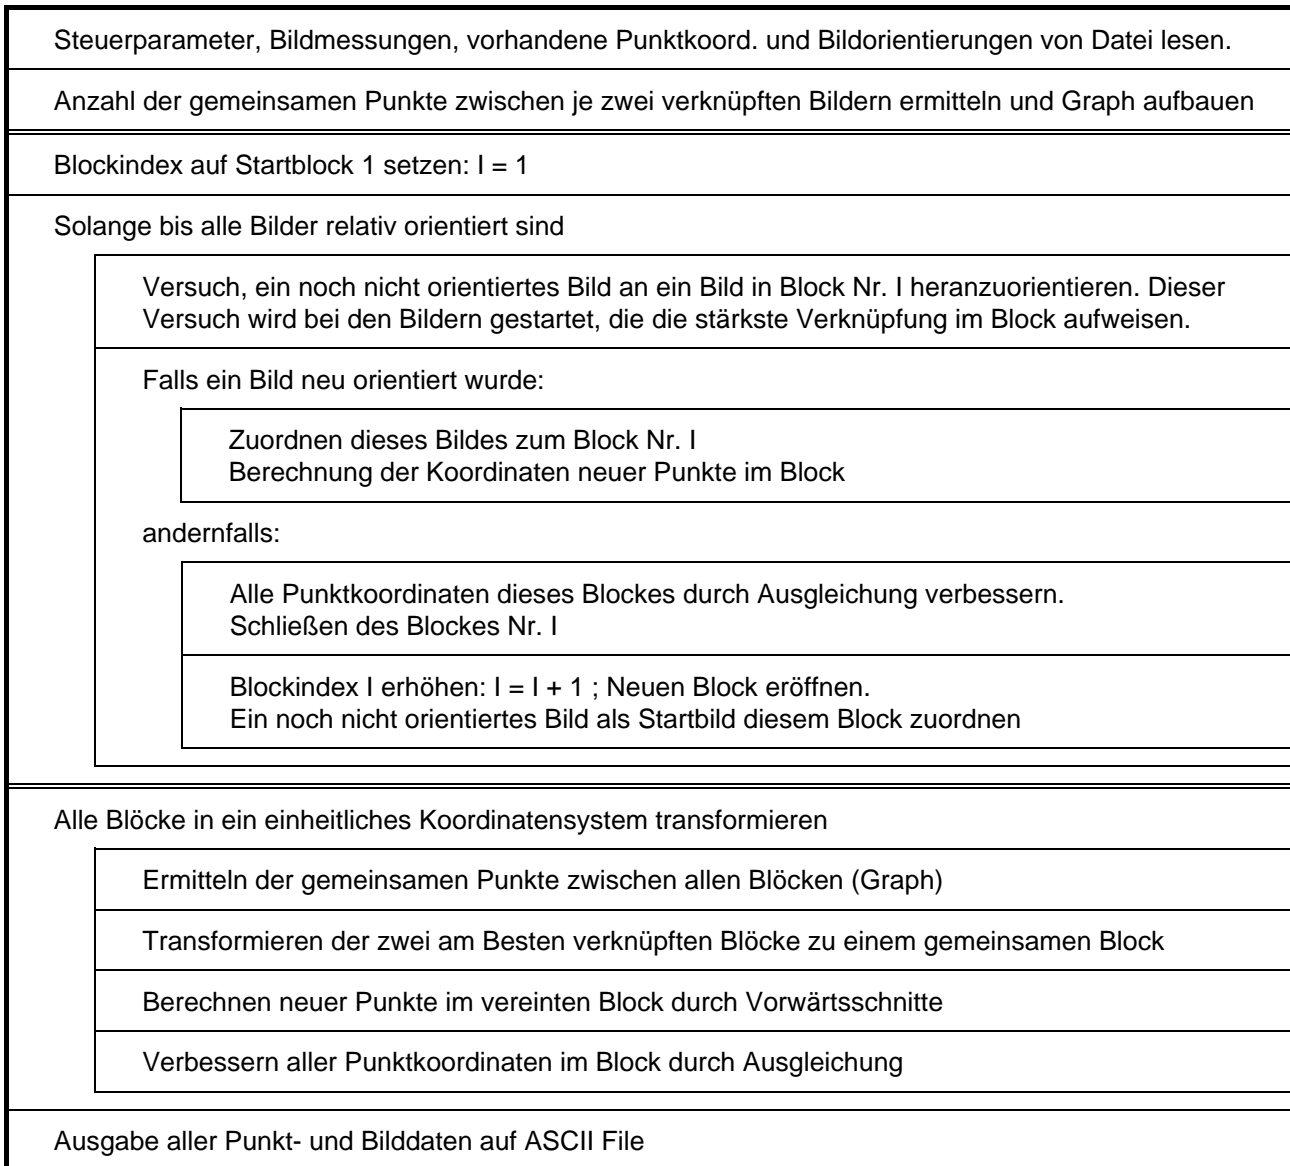 Steuerparameter, Bildmessungen, vorhandene Punktkoord. und Bildorientierungen von Datei lesen.
Anzahl der gemeinsamen Punkte zwischen je zwei verknüpften Bildern ermitteln und Graph aufbauen
Blockindex auf Startblock 1 setzen: I = 1
Solange bis alle Bilder relativ orientiert sind
Versuch, ein noch nicht orientiertes Bild an ein Bild in Block Nr. I heranzuorientieren. Dieser
Versuch wird bei den Bildern gestartet, die die stärkste Verknüpfung im Block aufweisen.
Falls ein Bild neu orientiert wurde:
Zuordnen dieses Bildes zum Block Nr. I
Berechnung der Koordinaten neuer Punkte im Block
andernfalls:
Alle Punktkoordinaten dieses Blockes durch Ausgleichung verbessern.
Schließen des Blockes Nr. I
Blockindex I erhöhen: I = I + 1 ; Neuen Block eröffnen.
Ein noch nicht orientiertes Bild als Startbild diesem Block zuordnen
Alle Blöcke in ein einheitliches Koordinatensystem transformieren
Ermitteln der gemeinsamen Punkte zwischen allen Blöcken (Graph)
Transformieren der zwei am Besten verknüpften Blöcke zu einem gemeinsamen Block
Berechnen neuer Punkte im vereinten Block durch Vorwärtsschnitte
Verbessern aller Punktkoordinaten im Block durch Ausgleichung
Ausgabe aller Punkt- und Bilddaten auf ASCII File